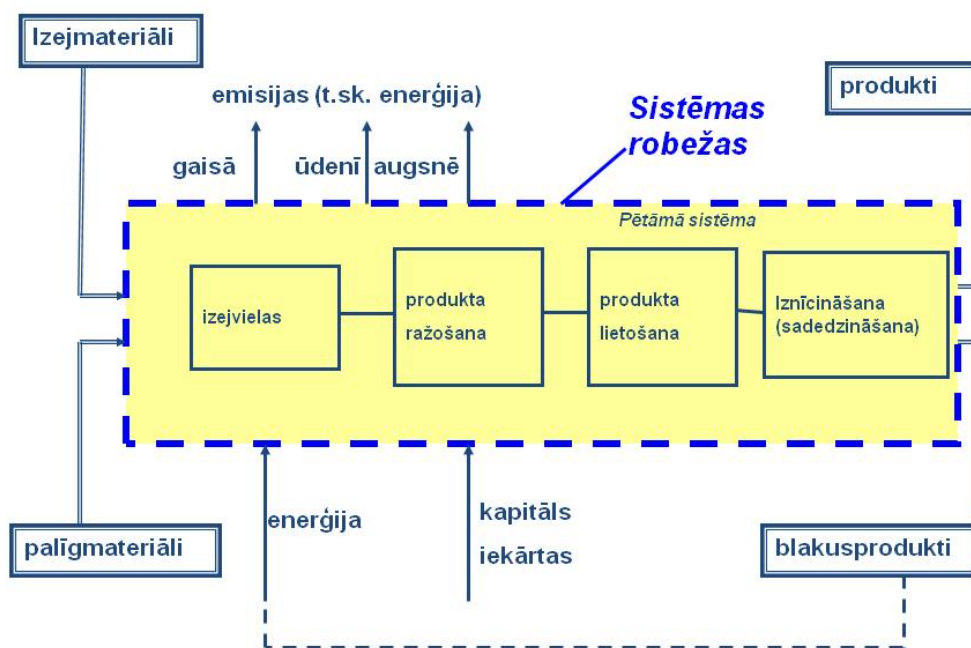 Izejmateriāli
produkti
emisijas (t.sk. enerģija)
Sistēmas
robežas
gaisā
ūdenī
augsnē
Pētāmā sistēma
izejvielas
produkta
ražošana
produkta
lietošana
Iznīcināšana
(sadedzināšana)
palīgmateriāli
enerģija
kapitāls
iekārtas
blakusprodukti